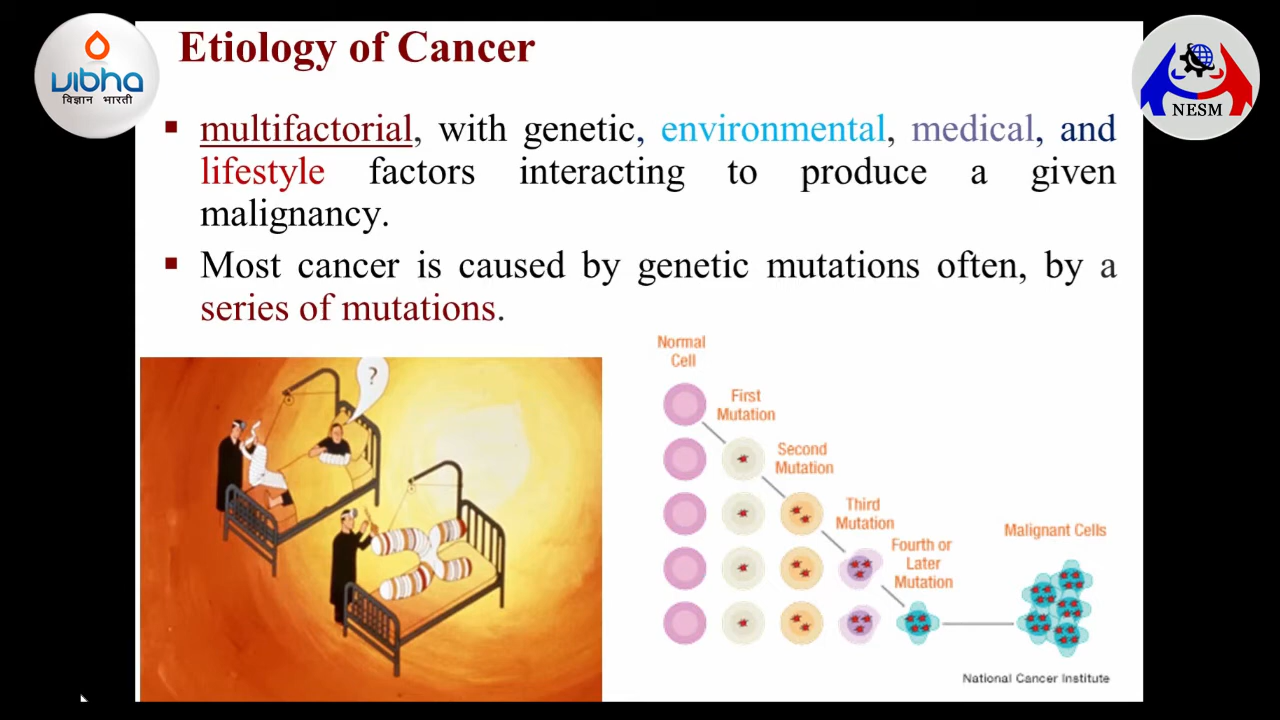 Etiology of Cancer
vibha
विज्ञान भारती
NESM
▪ multifactorial, with genetic, environmental, medical, and
lifestyle factors interacting to produce a given
malignancy.
▪ Most cancer is caused by genetic mutations often, by a
series of mutations.
?
Normal
Cell
First
Mutation
Second
Mutation
Third
Mutation
Fourth or
Later
Mutation
Malignant Cells
National Cancer Institute